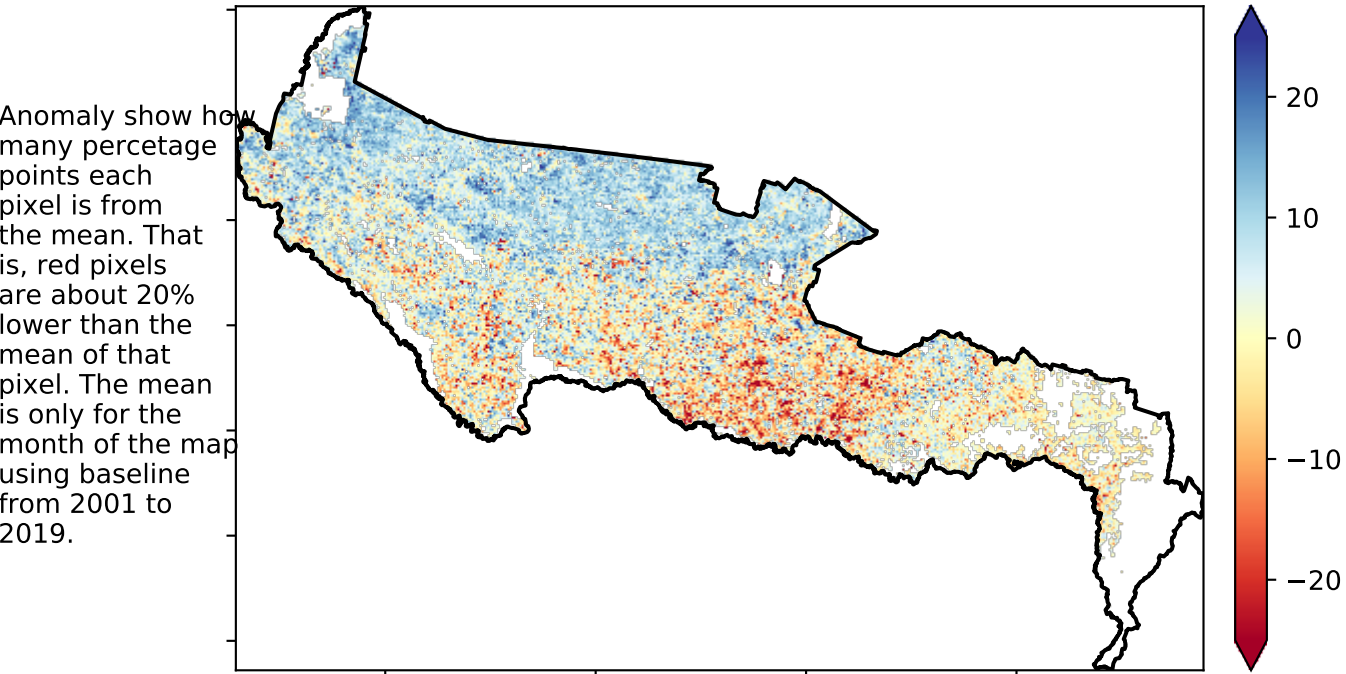 Anomaly show how
many percetage
points each
pixel is from
the mean. That
is, red pixels
are about 20%
lower than the
mean of that
pixel. The mean
is only for the
month of the map
using baseline
from 2001 to
2019.
20
10
0
−10
−20